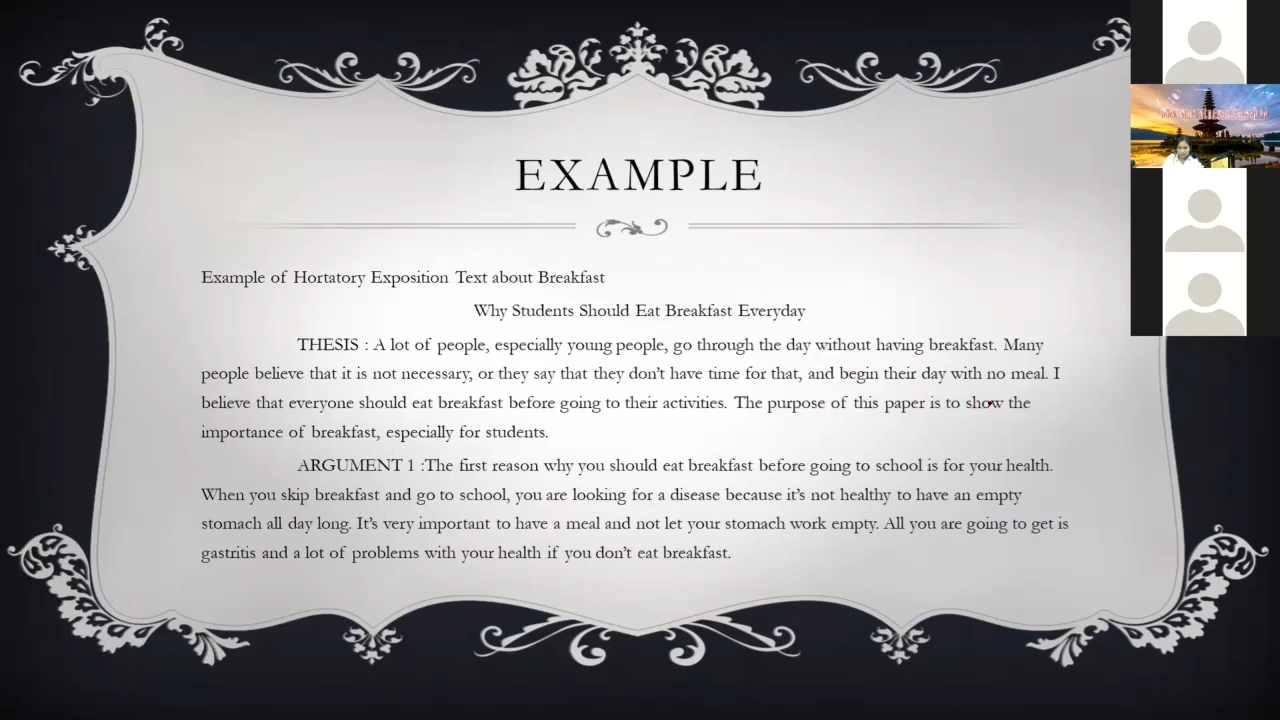 EXAMPLE
Example of Hortatory Exposition Text about Breakfast
Why Students Should Eat Breakfast Everyday
THESIS : A lot of people, especially young people, go through the day without having breakfast. Many
people believe that it is not necessary, or they say that they don't have time for that, and begin their day with no meal. I
believe that everyone should eat breakfast before going to their activities. The purpose of this paper is to show the
importance of breakfast, especially for students.
ARGUMENT 1 :The first reason why you should eat breakfast before going to school is for your health.
When you skip breakfast and go to school, you are looking for a disease because it's not healthy to have an empty
stomach all day long. It's very important to have a meal and not let your stomach work empty. All you are going to get is
gastritis and a lot of problems with your health if you don't eat breakfast.